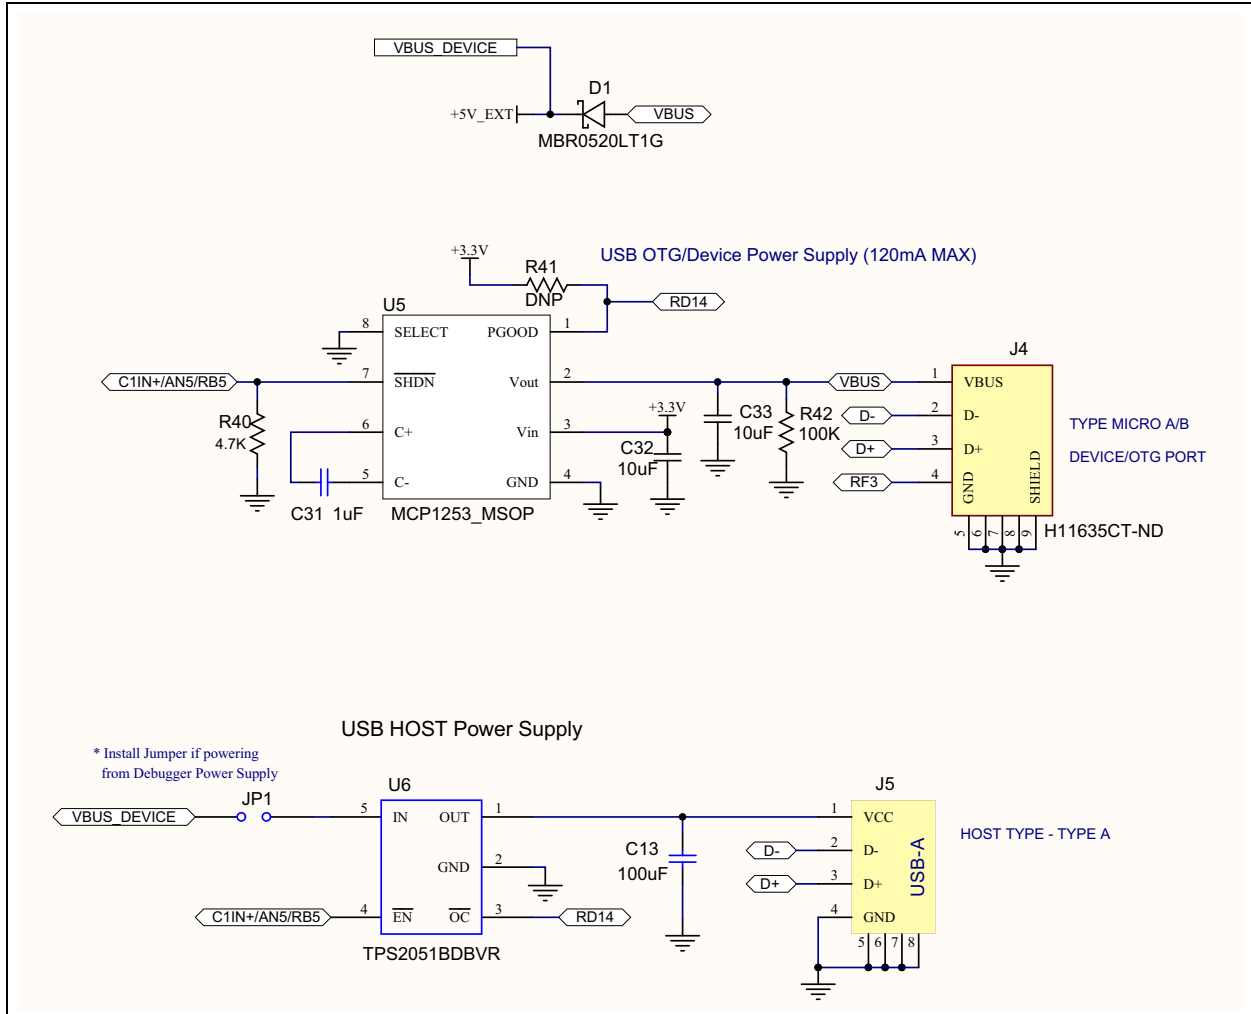 VBUS_DEVICE
D1
+5V_EXT
VBUS
MBR0520LT1G
+3.3V
USB OTG/Device Power Supply (120mA MAX)
R41
DNP
RD14
U5
8 SELECT PGOOD 1
J4
C1IN+/AN5/RB5 7 SHDN Vout 2 VBUS 1 VBUS
R40
4.7K
+3.3V
C33
10uF
R42
100K
D- 2 D-
TYPE MICRO A/B
6 C+ Vin 3
C32
10uF
D+ 3 D+
DEVICE/OTG PORT
5 C- GND 4
RF3 4 GND SHIELD
C31 1uF
MCP1253_MSOP
5 6 7 8 9
H11635CT-ND
USB HOST Power Supply
* Install Jumper if powering
from Debugger Power Supply
JP1
U6
J5
VBUS_DEVICE 5 IN OUT 1 1 VCC
HOST TYPE - TYPE A
C13
100uF
D- 2 D-
GND 2
D+ 3 D+
USB-A
C1IN+/AN5/RB5 4 EN OC 3 RD14
4 GND
5 6 7 8
TPS2051BDBVR